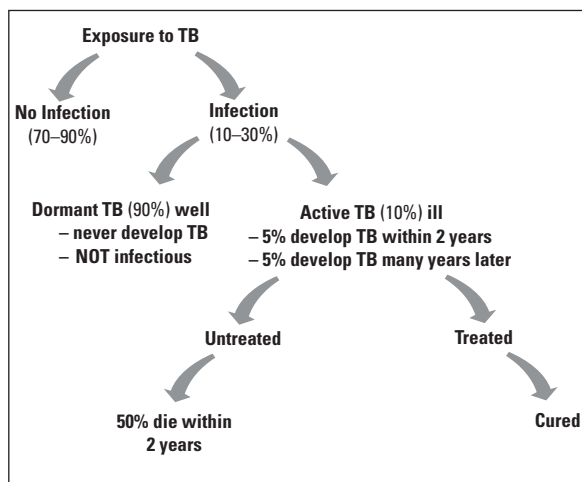 Exposure to TB
No Infection
(70–90%)
Infection
(10–30%)
Dormant TB (90%) well
– never develop TB
– NOT infectious
Active TB (10%) ill
– 5% develop TB within 2 years
– 5% develop TB many years later
Untreated
Treated
50% die within
2 years
Cured